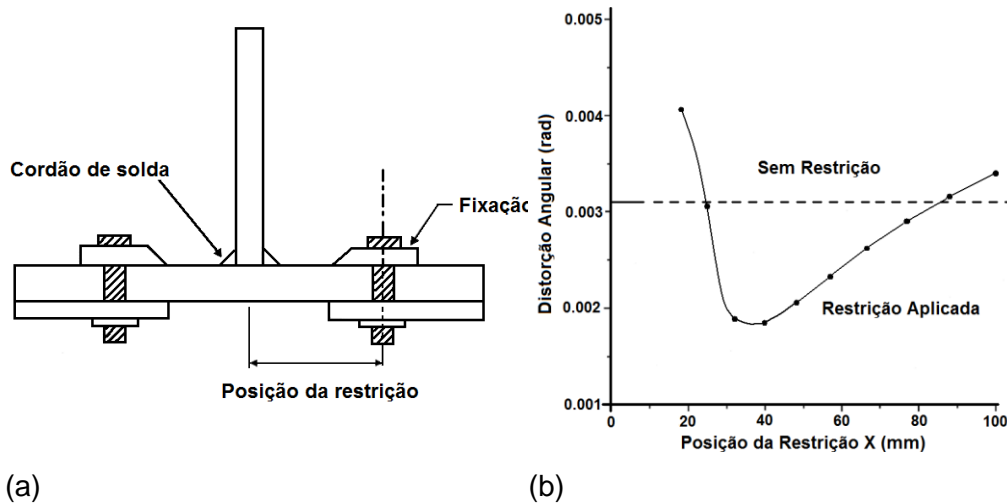 Cordão de solda
Fixação
Posição da restrição
(a)
0.005
0.004
0.003
0.002
0.001
Distorção Angular (rad)
Sem Restrição
Restrição Aplicada
0 20 40 60 80 100
Posição da Restrição X (mm)
(b)